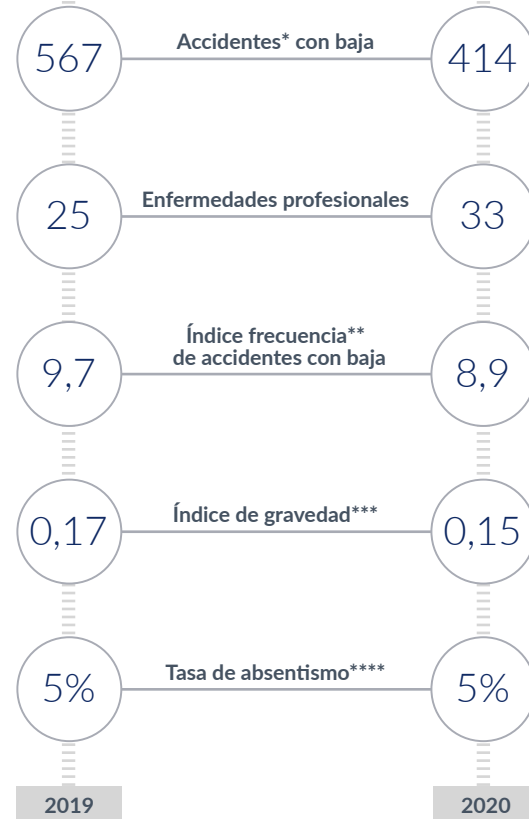 567 Accidentes* con baja 414
25 Enfermedades profesionales 33
Índice frecuencia**
9,7 de accidentes con baja 8,9
0,17 Índice de gravedad*** 0,15
5% Tasa de absentismo**** 5%
2019 2020